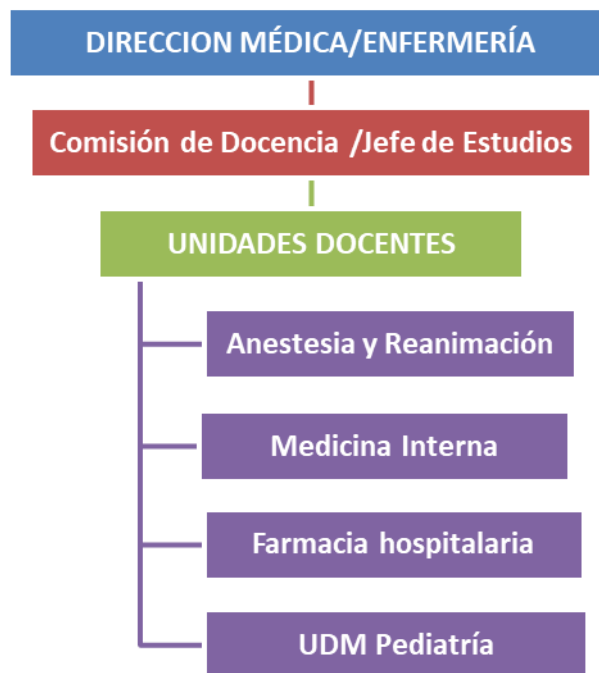 DIRECCION MÉDICA/ENFERMERÍA
Comisión de Docencia /Jefe de Estudios
UNIDADES DOCENTES
Anestesia y Reanimación
Medicina Interna
Farmacia hospitalaria
UDM Pediatría